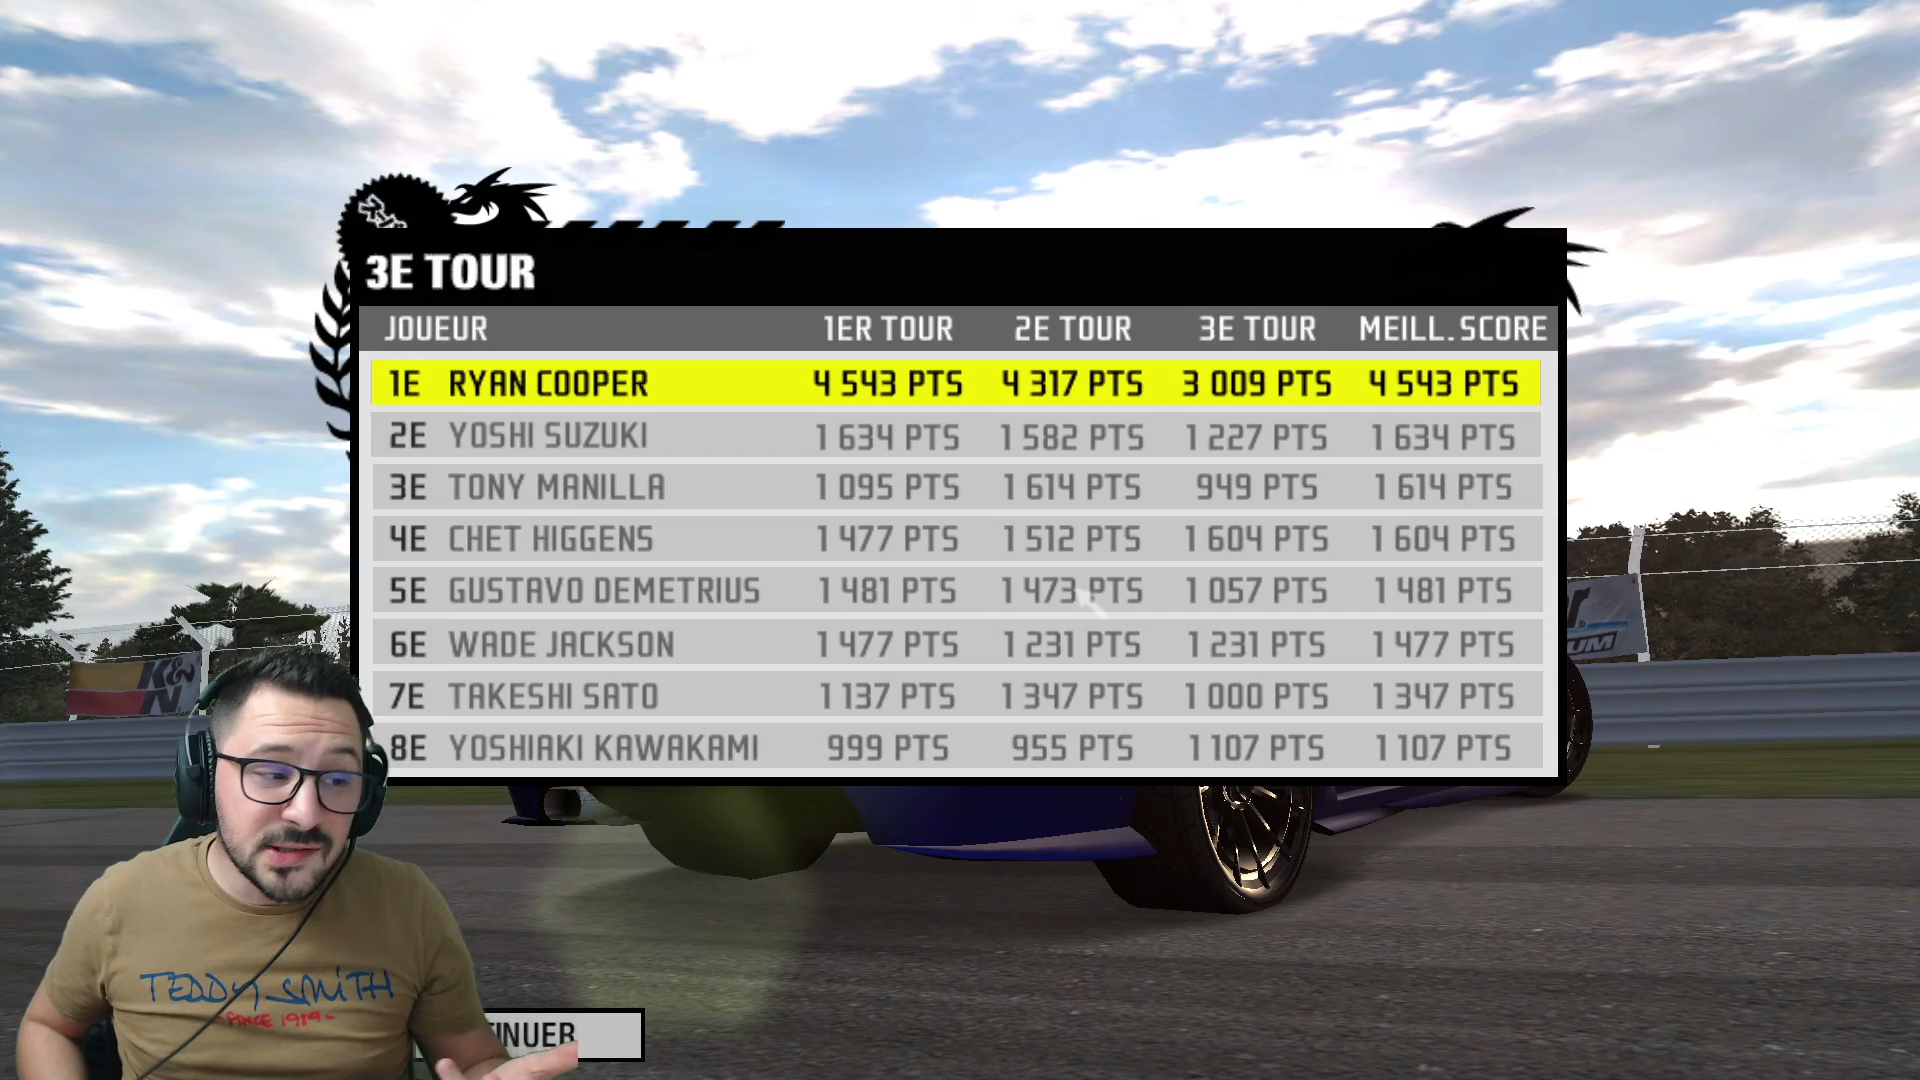 3E TOUR
JOUEUR 1ER TOUR 2E TOUR 3E TOUR MEILL. SCORE
1E RYAN COOPER 4 543 PTS 4 317 PTS 3 009 PTS 4 543 PTS
2E YOSHI SUZUKI 1 634 PTS 1 582 PTS 1 227 PTS 1 634 PTS
3E TONY MANILLA 1 095 PTS 1 614 PTS 949 PTS 1 614 PTS
4E CHET HIGGENS 1 477 PTS 1 512 PTS 1 604 PTS 1 604 PTS
5E GUSTAVO DEMETRIUS 1 481 PTS 1 473 PTS 1 057 PTS 1 481 PTS
6E WADE JACKSON 1 477 PTS 1 231 PTS 1 231 PTS 1 477 PTS
7E TAKESHI SATO 1 137 PTS 1 347 PTS 1 000 PTS 1 347 PTS
8E YOSHIAKI KAWAKAMI 999 PTS 955 PTS 1 107 PTS 1 107 PTS
K&N
TEDDY SMITH
-SINCE 1989-
TINUER